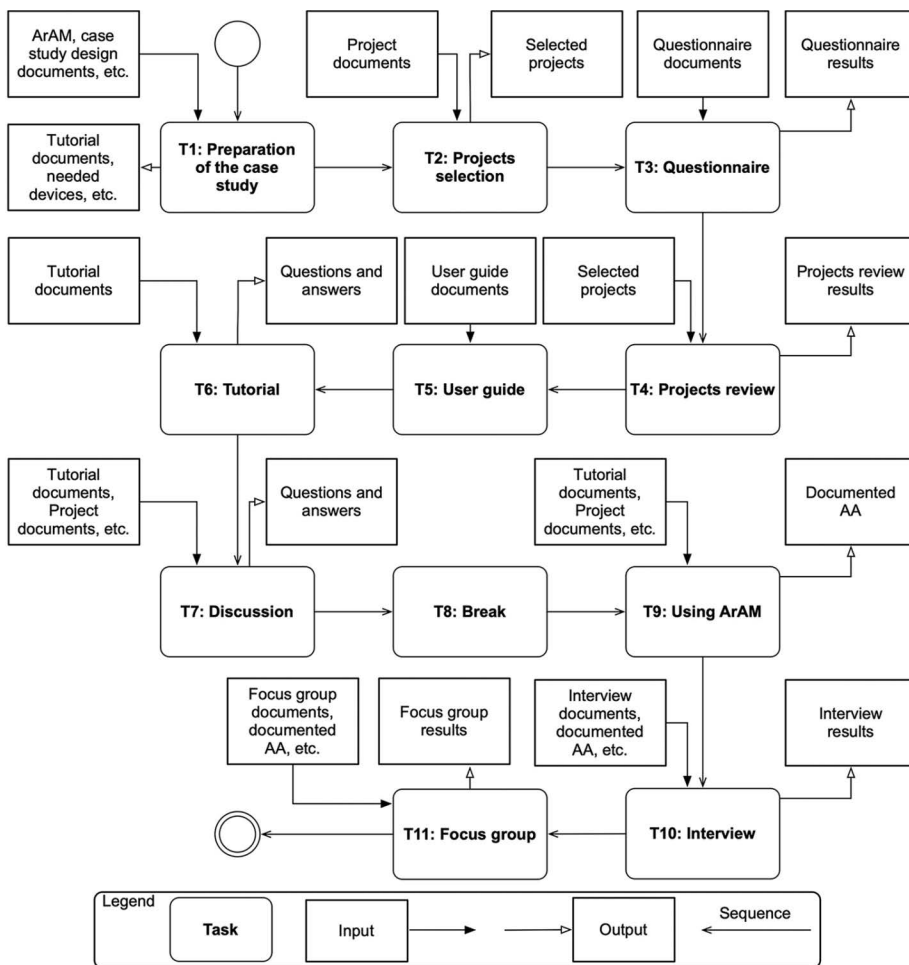 ArAM, case
study design
documents, etc.
Project
documents
Selected
projects
Questionnaire
documents
Questionnaire
results
Tutorial
documents,
needed
devices, etc.
T1: Preparation
of the case
study
T2: Projects
selection
T3: Questionnaire
Tutorial
documents
Questions and
answers
User guide
documents
Selected
projects
Projects review
results
T6: Tutorial
T5: User guide
T4: Projects review
Tutorial
documents,
Project
documents, etc.
Questions and
answers
Tutorial
documents,
Project
documents, etc.
Documented
AA
T7: Discussion
T8: Break
T9: Using ArAM
Focus group
documents,
documented
AA, etc.
Focus group
results
Interview
documents,
documented
AA, etc.
Interview
results
T11: Focus group
T10: Interview
Legend
Task
Input
Output
Sequence